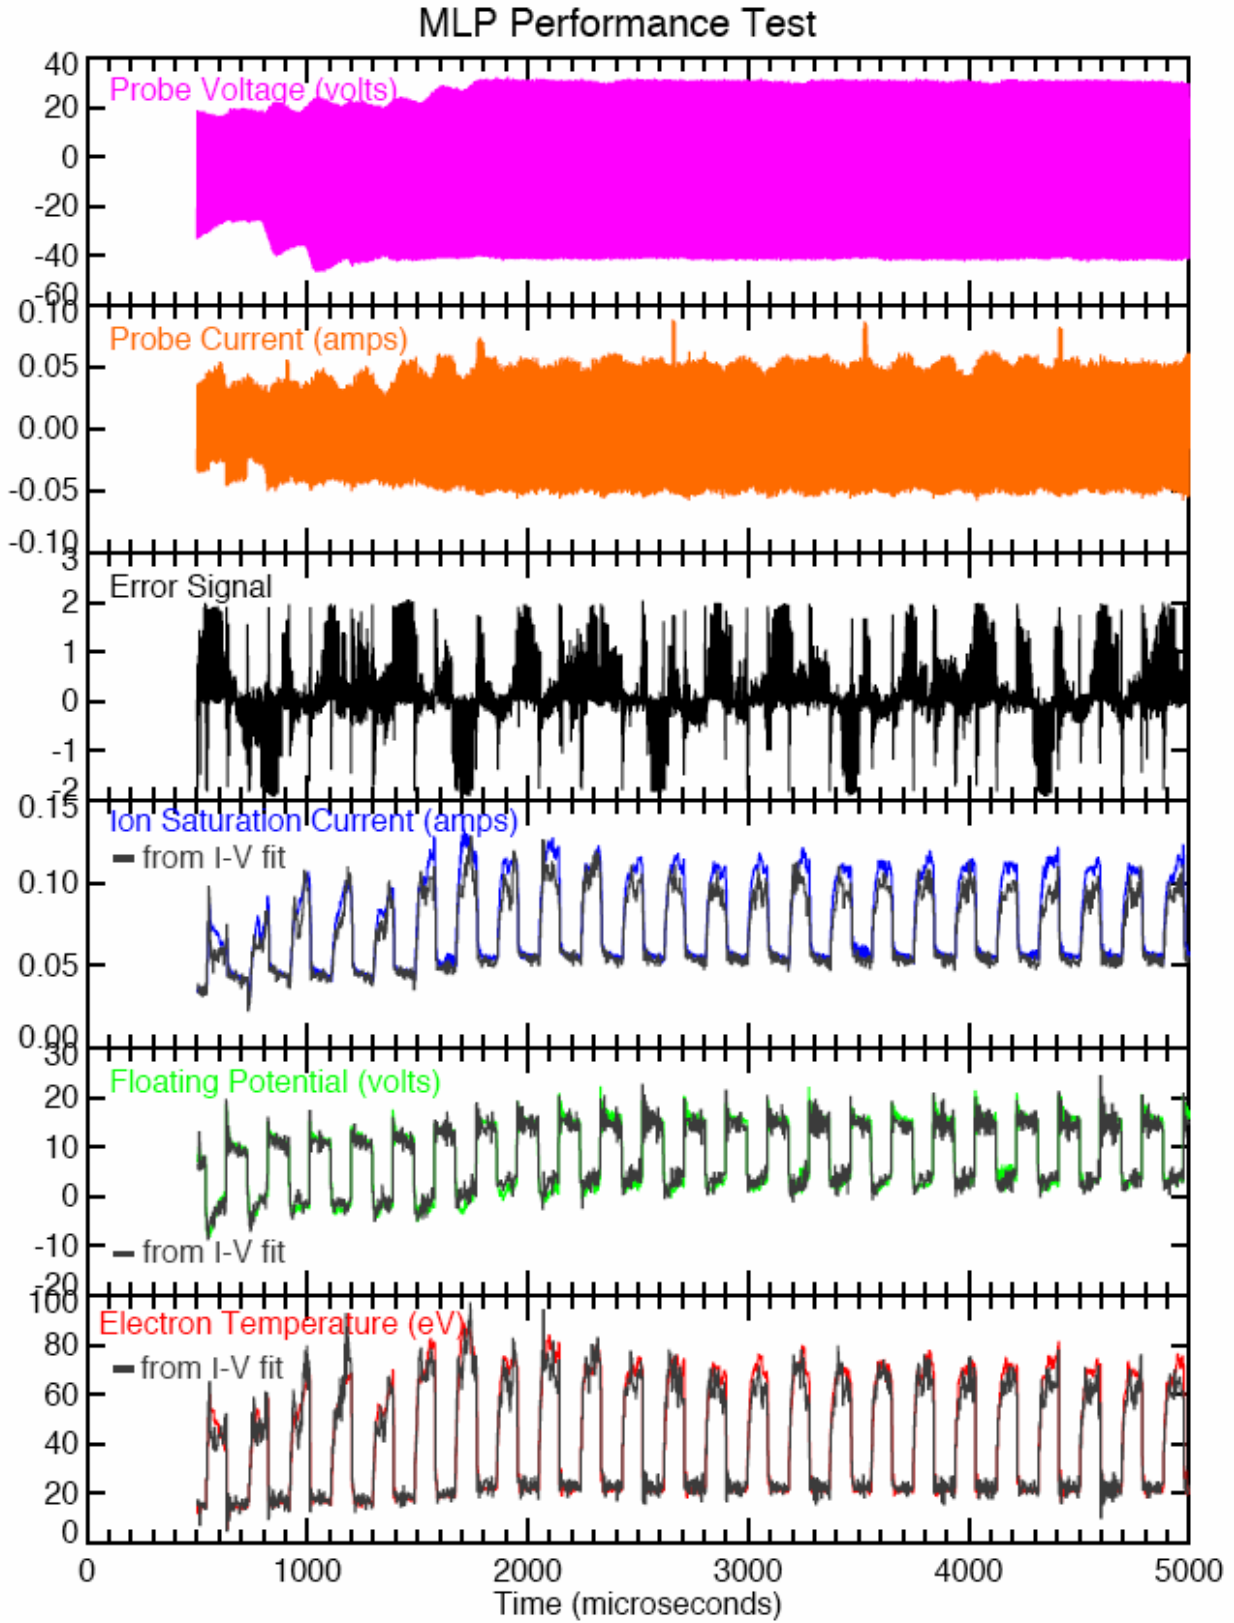 MLP Performance Test
40
Probe Voltage (volts)
20
0
-20
-40
-60
0.10
Probe Current (amps)
0.05
0.00
-0.05
-0.10
3
Error Signal
2
1
0
-1
-2
0.15
Ion Saturation Current (amps)
from I-V fit
0.10
0.05
0.00
30
Floating Potential (volts)
20
10
0
-10
from I-V fit
-20
100
Electron Temperature (eV)
80
from I-V fit
60
40
20
0
0 1000 2000 3000 4000 5000
Time (microseconds)